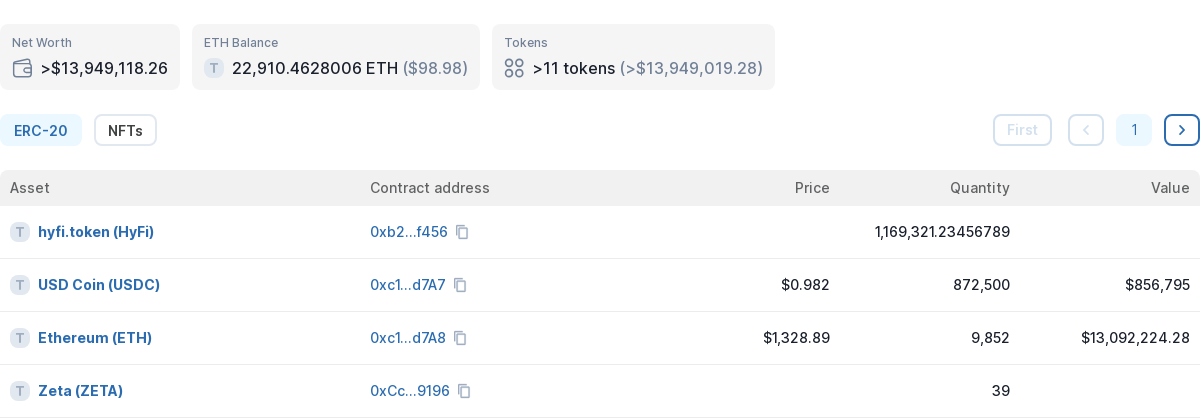 Net Worth
>$13,949,118.26
ETH Balance
T 22,910.4628006 ETH ($98.98)
Tokens
>11 tokens (>$13,949,019.28)
ERC-20 NFTs First 1
Asset Contract address Price Quantity Value
T hyfi.token (HyFi) 0xb2...f456 1,169,321.23456789
T USD Coin (USDC) 0xc1...d7A7 $0.982 872,500 $856,795
T Ethereum (ETH) 0xc1...d7A8 $1,328.89 9,852 $13,092,224.28
T Zeta (ZETA) 0xCc...9196 39